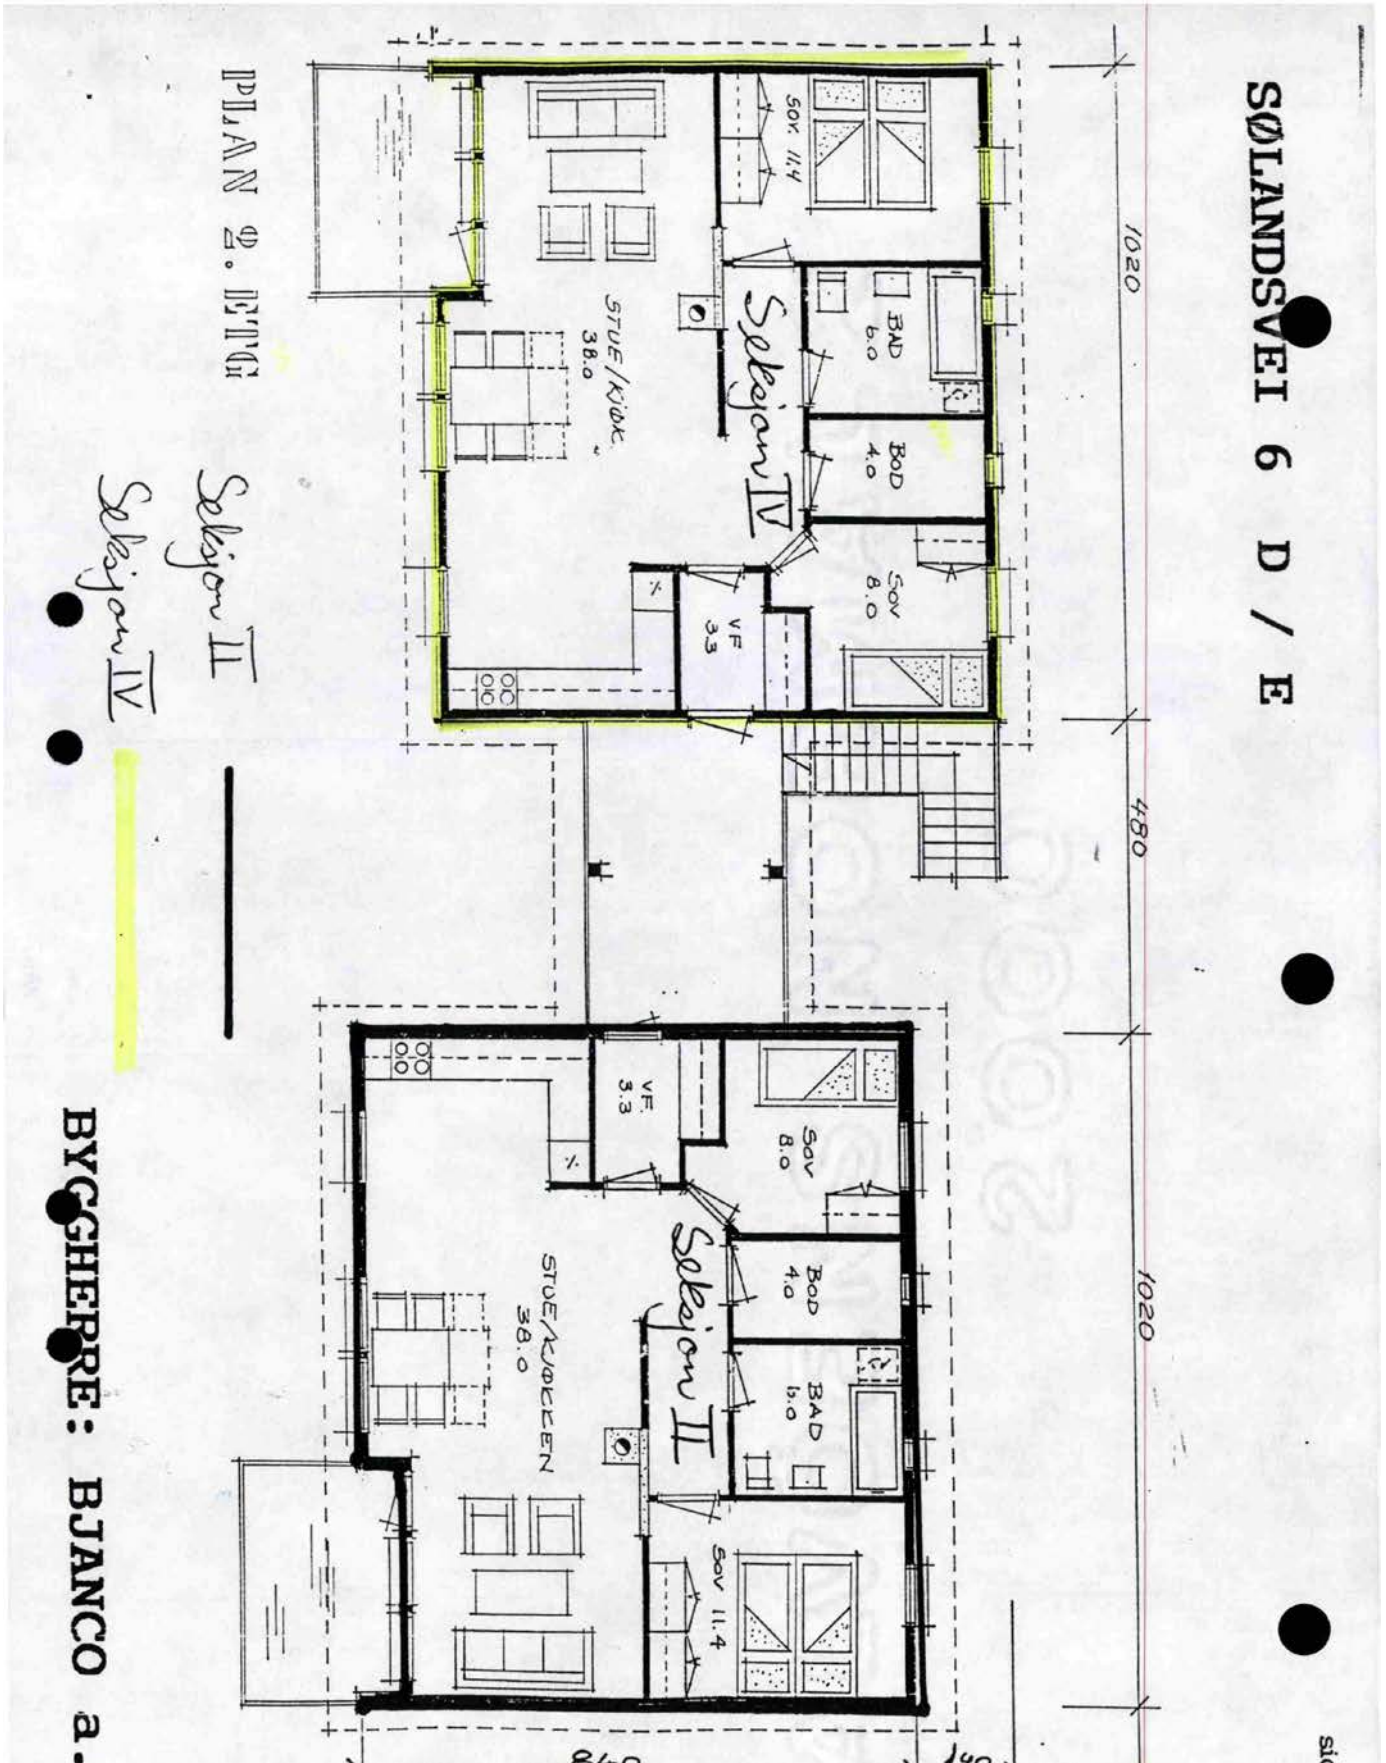 SØLANDSVEI 6 D / E
1020
480
1020
SOV. 11.4
BAD
6.0
BOD
4.0
SOV
8.0
Seksjon IV
STUE/KJØK.
38.0
VF
3.3
VF.
3.3
SOV
8.0
BOD
4.0
BAD
6.0
SOV 11.4
Seksjon II
STUE/KJØKKEN
38.0
PLAN 2. ETG
Seksjon II
Seksjon IV
BYGGHERRE: BJANCO a.